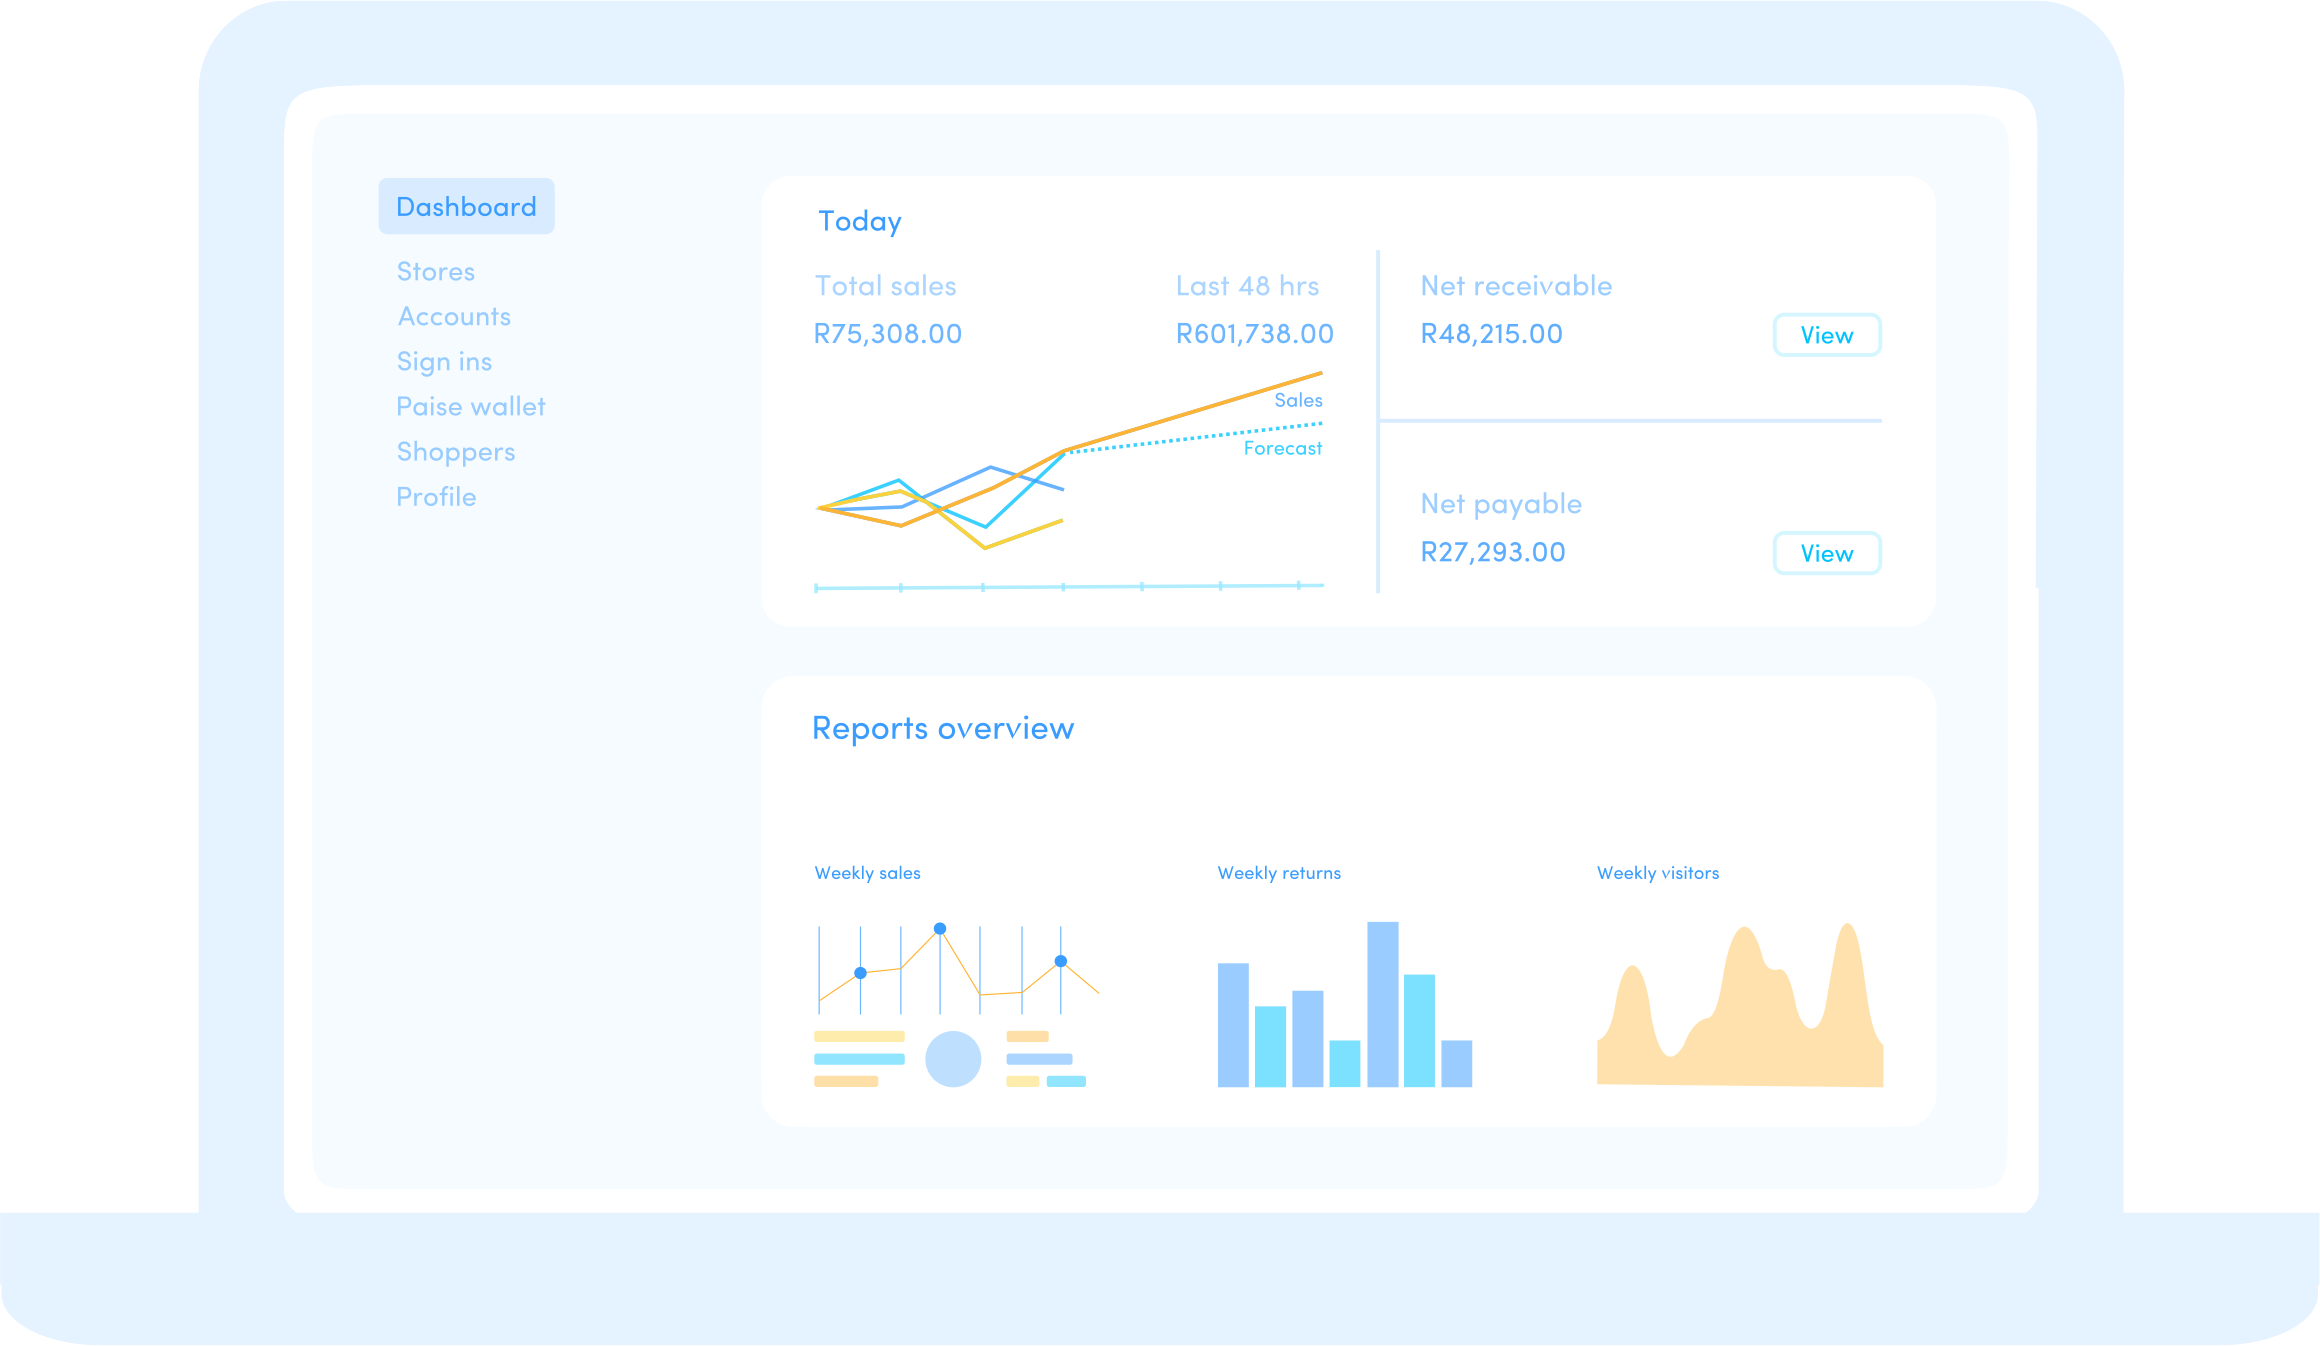 Dashboard
Stores
Accounts
Sign ins
Paise wallet
Shoppers
Profile
Today
Total sales
R75,308.00
Last 48 hrs
R601,738.00
Sales
Forecast
Net receivable
R48,215.00
View
Net payable
R27,293.00
View
Reports overview
Weekly sales
Weekly returns
Weekly visitors